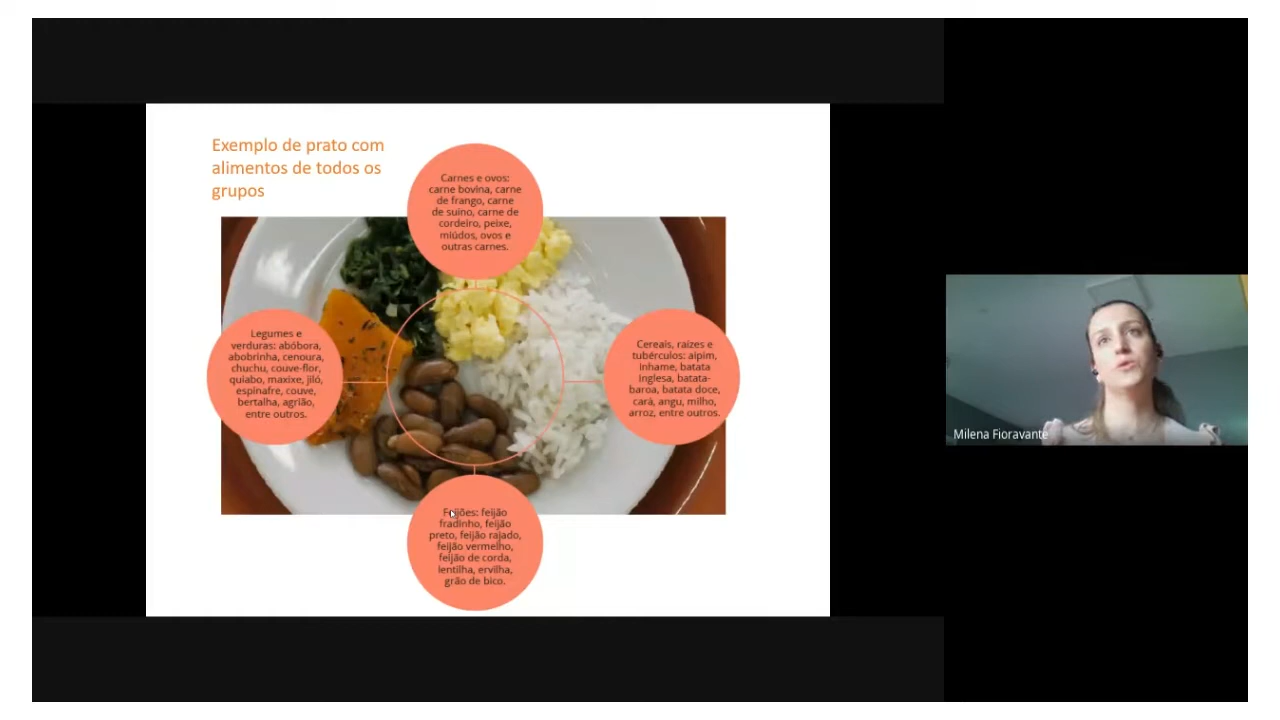 Exemplo de prato com
alimentos de todos os
grupos
Carnes e ovos:
carne bovina, carne
de frango, carne
de suíno, carne de
cordeiro, peixe,
miúdos, ovos e
outras carnes.
Legumes e
verduras: abóbora,
abobrinha, cenoura,
chuchu, couve-flor,
quiabo, maxixe, jiló,
espinafre, couve,
bertalha, agrião,
entre outros.
Cereais, raízes e
tubérculos: aipim,
inhame, batata
inglesa, batata-
baroa, batata doce,
cará, angu, milho,
arroz, entre outros.
Feijões: feijão
fradinho, feijão
preto, feijão rajado,
feijão vermelho,
feijão de corda,
lentilha, ervilha,
grão de bico.
Milena Fioravante